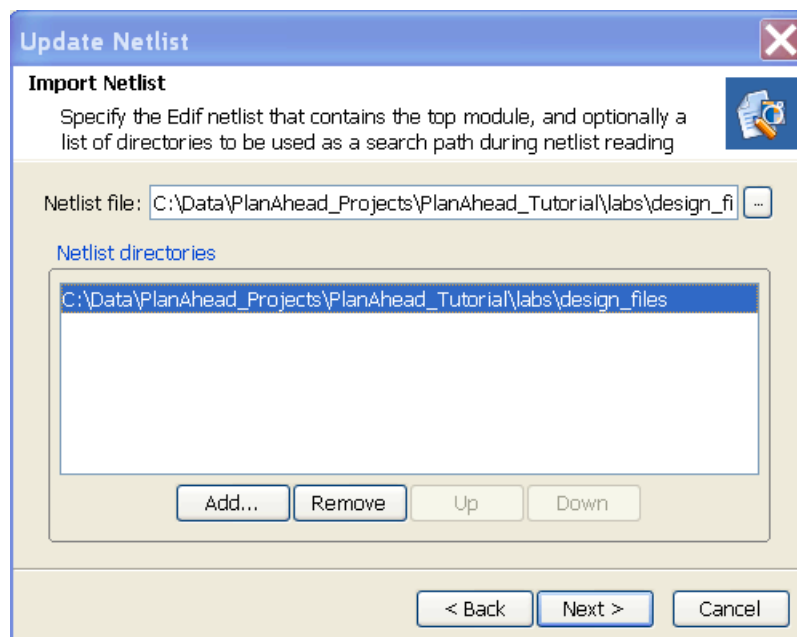 Update Netlist
Import Netlist
Specify the Edif netlist that contains the top module, and optionally a
list of directories to be used as a search path during netlist reading
Netlist file: C:\Data\PlanAhead_Projects\PlanAhead_Tutorial\labs\design_fi ...
Netlist directories
C:\Data\PlanAhead_Projects\PlanAhead_Tutorial\labs\design_files
Add... Remove Up Down
< Back Next > Cancel